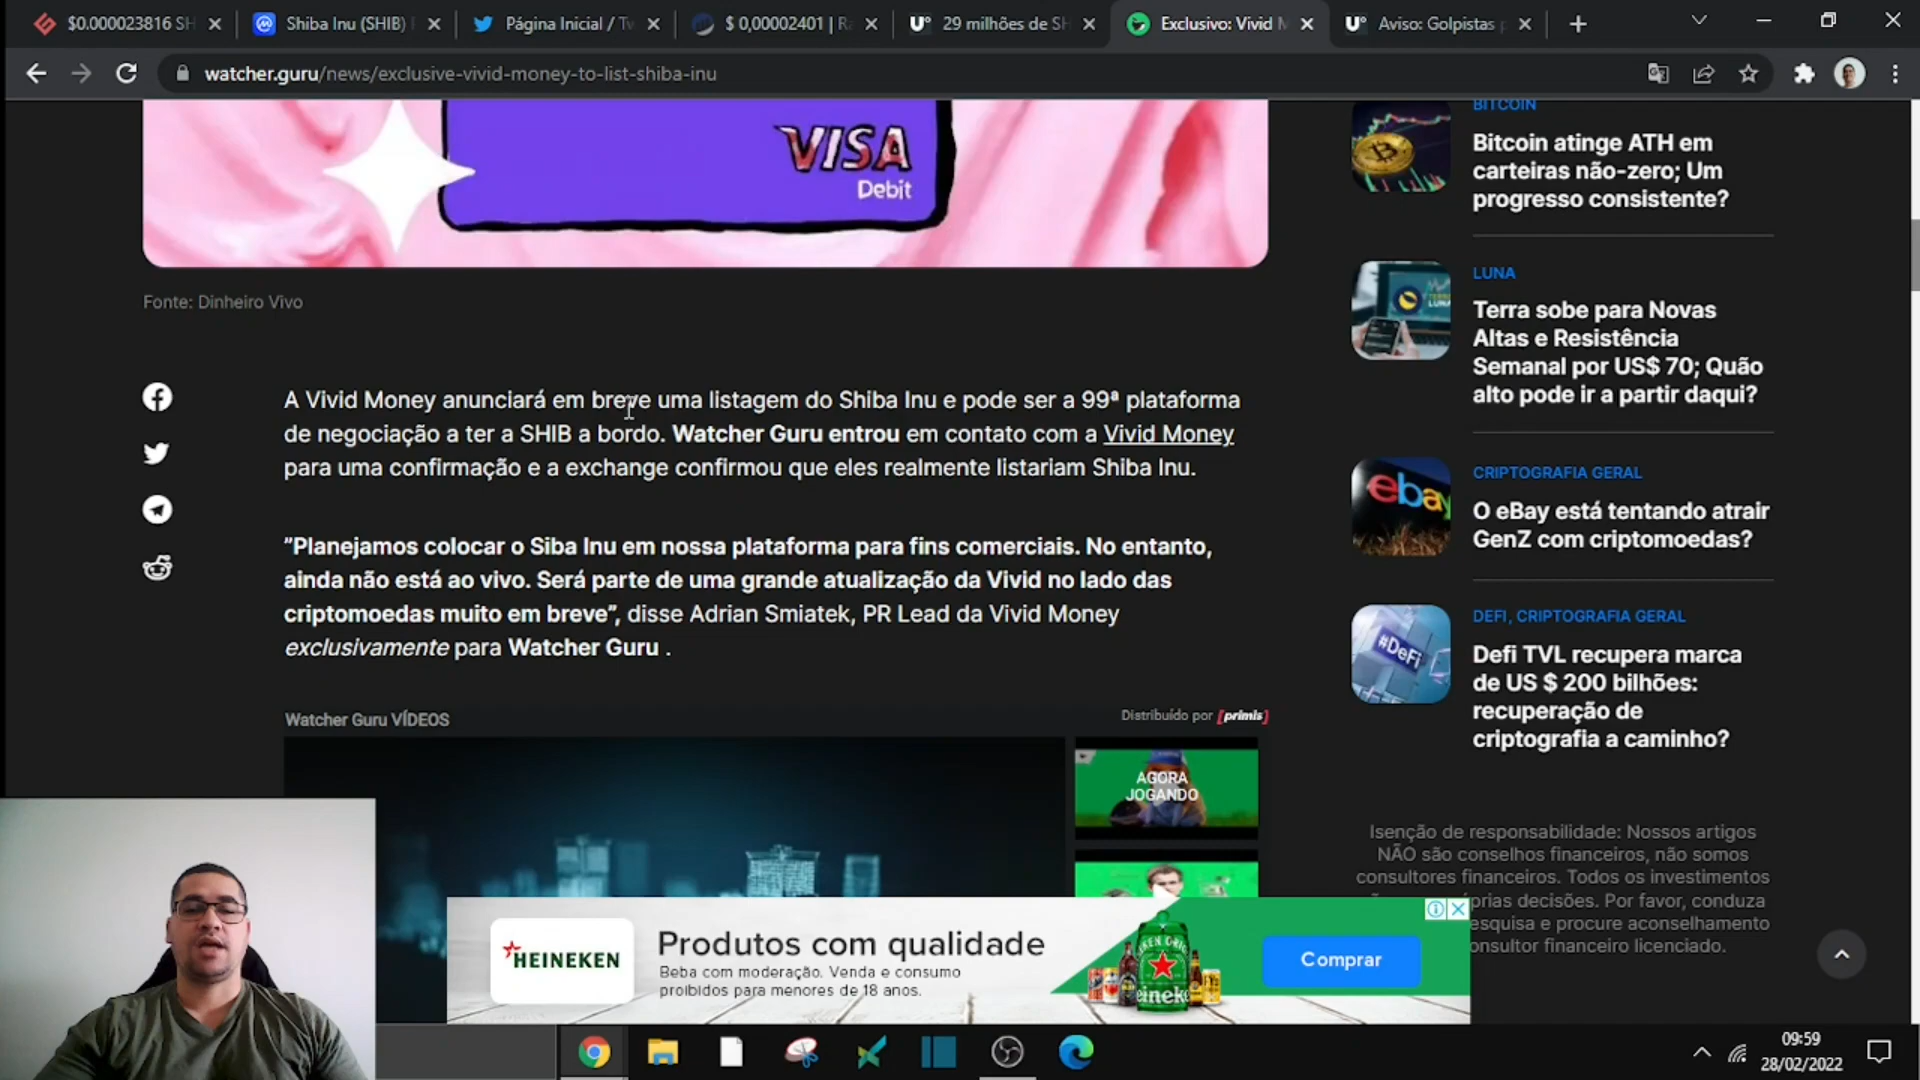 $0.000023816 SH
Shiba Inu (SHIB)
Página Inicial / Tw
$ 0,00002401 | Ra
29 milhões de SH
Exclusivo: Vivid M
Aviso: Golpistas p
watcher.guru/news/exclusive-vivid-money-to-list-shiba-inu
VISA
Debit
Fonte: Dinheiro Vivo
A Vivid Money anunciará em breve uma listagem do Shiba Inu e pode ser a 99ª plataforma
de negociação a ter a SHIB a bordo. Watcher Guru entrou em contato com a Vivid Money
para uma confirmação e a exchange confirmou que eles realmente listariam Shiba Inu.
"Planejamos colocar o Siba Inu em nossa plataforma para fins comerciais. No entanto,
ainda não está ao vivo. Será parte de uma grande atualização da Vivid no lado das
criptomoedas muito em breve", disse Adrian Smiatek, PR Lead da Vivid Money
exclusivamente para Watcher Guru .
Watcher Guru VÍDEOS
Distribuído por [primis]
AGORA
JOGANDO
BITCOIN
Bitcoin atinge ATH em
carteiras não-zero; Um
progresso consistente?
LUNA
Terra sobe para Novas
Altas e Resistência
Semanal por US$ 70; Quão
alto pode ir a partir daqui?
ebay
CRIPTOGRAFIA GERAL
O eBay está tentando atrair
GenZ com criptomoedas?
#DeFi
DEFI, CRIPTOGRAFIA GERAL
Defi TVL recupera marca
de US $ 200 bilhões:
recuperação de
criptografia a caminho?
Isenção de responsabilidade: Nossos artigos
NÃO são conselhos financeiros, não somos
consultores financeiros. Todos os investimentos
prias decisões. Por favor, conduza
esquisa e procure aconselhamento
onsultor financeiro licenciado.
HEINEKEN
Produtos com qualidade
Beba com moderação. Venda e consumo
proibidos para menores de 18 anos.
Comprar
09:59
28/02/2022